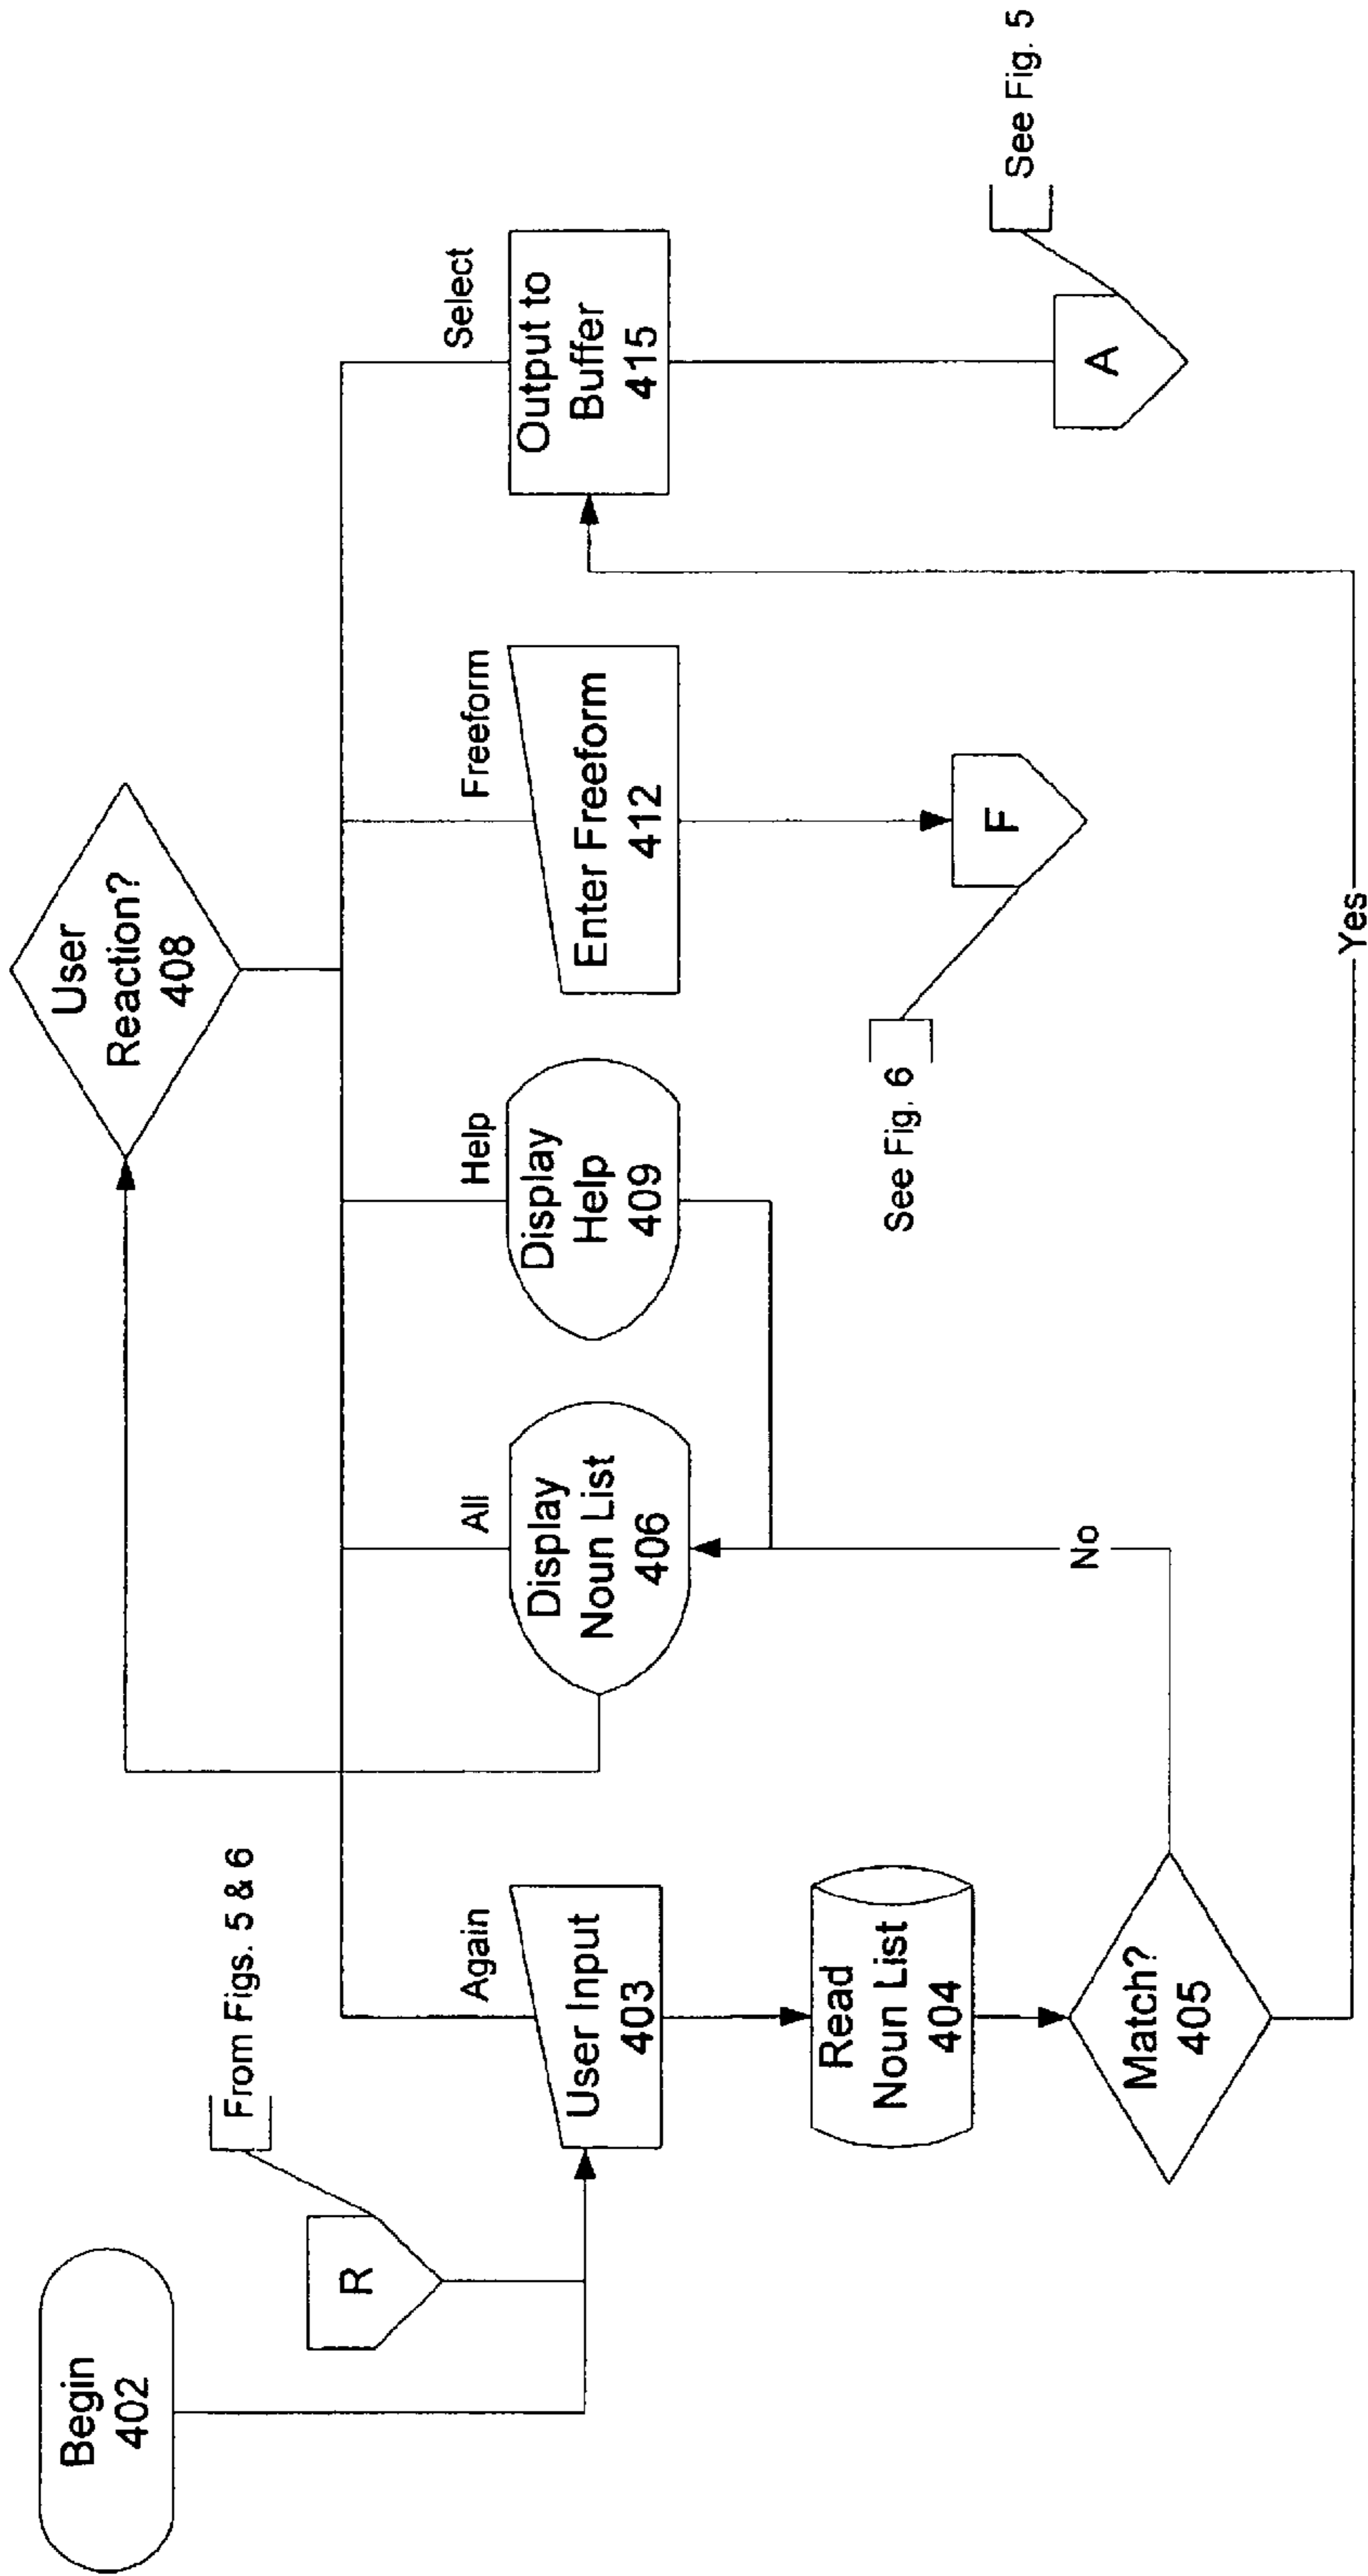 Begin
402
R
From Figs. 5 & 6
User
Reaction?
408
Again
All
Help
Freeform
Select
User Input
403
Display
Noun List
406
Display
Help
409
Enter Freeform
412
Output to
Buffer
415
Read
Noun List
404
See Fig. 6
F
A
See Fig. 5
Match?
405
No
Yes